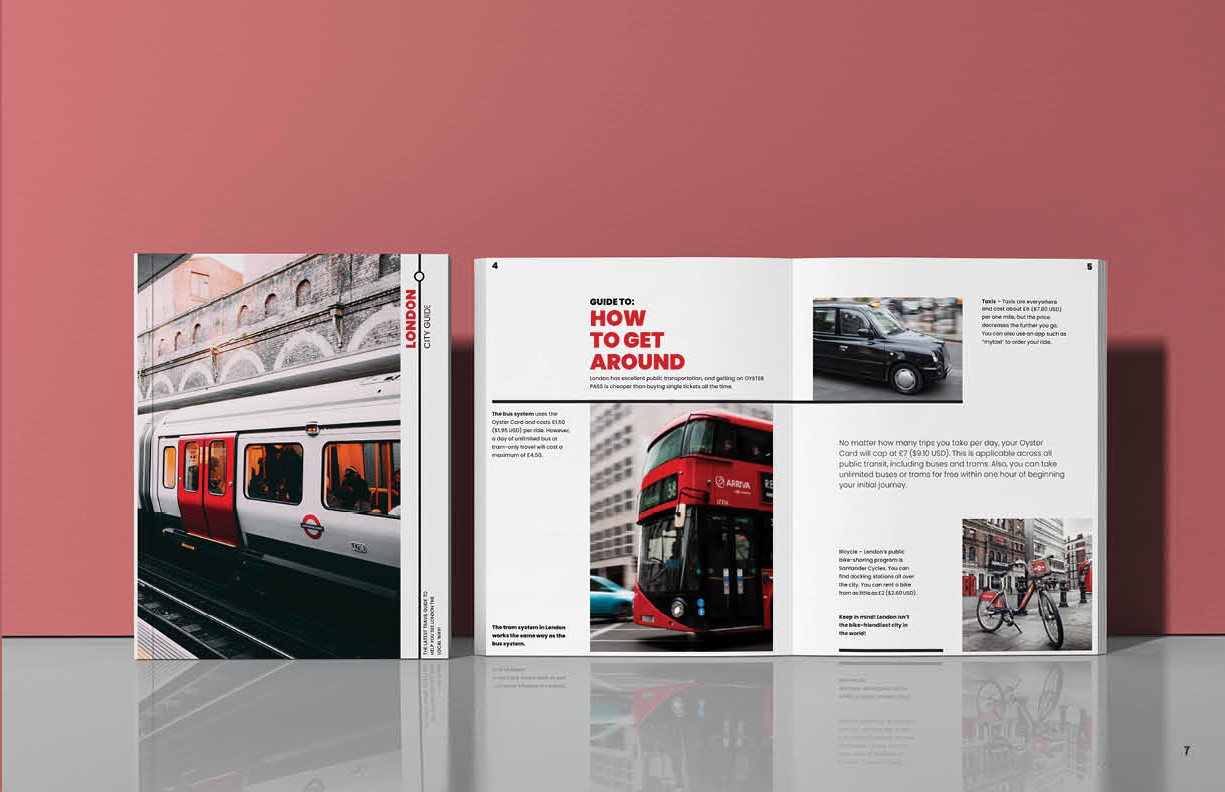 LONDON
CITY GUIDE
THE LATEST TRAVEL GUIDE TO
HELP YOU SEE LONDON THE
LOCAL WAY!
4
GUIDE TO:
HOW
TO GET
AROUND
London has excellent public transportation, and getting an OYSTER
PASS is cheaper than buying single tickets all the time.
The bus system uses the
Oyster Card and costs £1.50
($1.95 USD) per ride. However,
a day of unlimited bus or
tram-only travel will cost a
maximum of £4.50.
The tram system in London
works the same way as the
bus system.
38
ARRIVA
5
Taxis – Taxis are everywhere
and cost about £6 ($7.80 USD)
per one mile, but the price
decreases the further you go.
You can also use an app such as
"mytaxi" to order your ride.
No matter how many trips you take per day, your Oyster
Card will cap at £7 ($9.10 USD). This is applicable across all
public transit, including buses and trams. Also, you can take
unlimited buses or trams for free within one hour of beginning
your initial journey.
Bicycle – London's public
bike-sharing program is
Santander Cycles. You can
find docking stations all over
the city. You can rent a bike
from as little as £2 ($2.60 USD).
Keep in mind! London isn't
the bike-friendliest city in
the world!
7